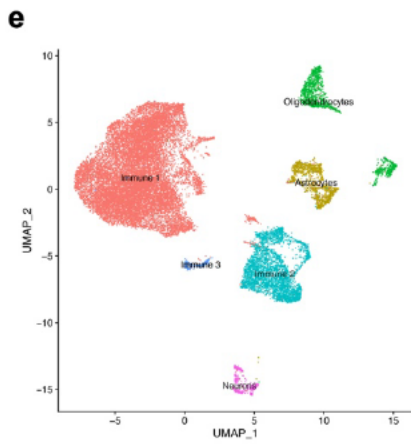 e
10
Oligodendrocytes
5
Immune 1
Astrocytes
0
UMAP_2
-5
Immune 3
Immune 2
-10
Neurons
-15
-5
0
5
10
15
UMAP_1